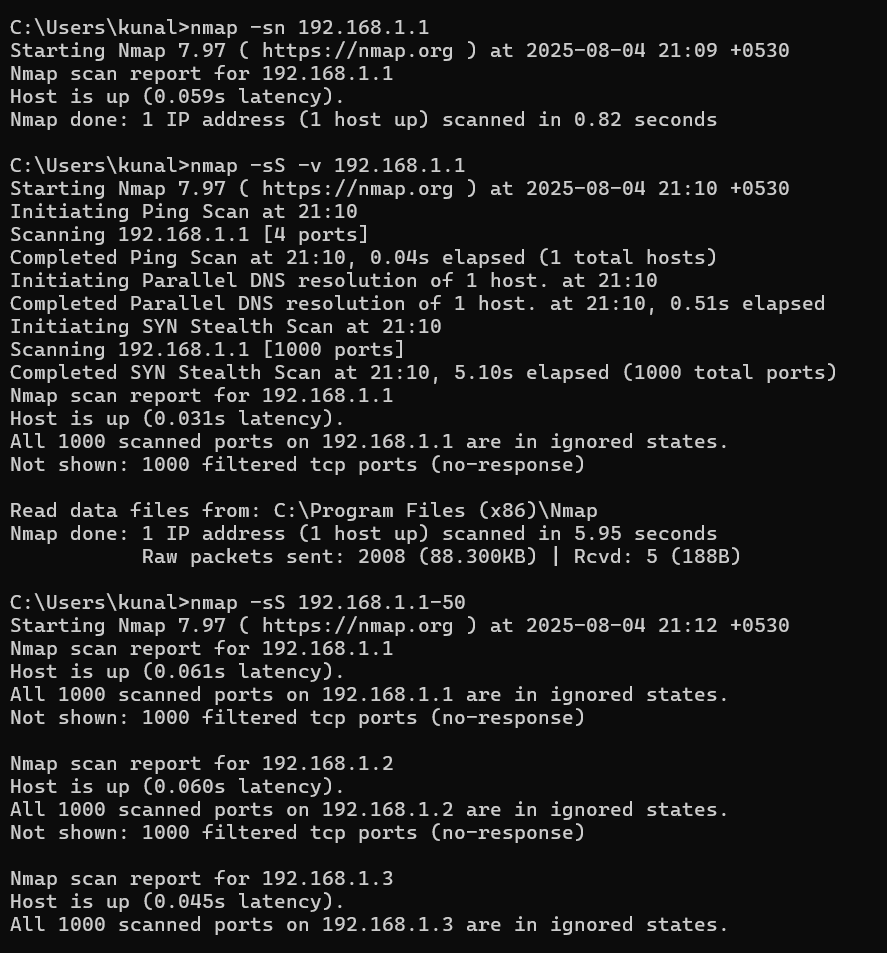 C:\Users\kunal>nmap -sn 192.168.1.1
Starting Nmap 7.97 ( https://nmap.org ) at 2025-08-04 21:09 +0530
Nmap scan report for 192.168.1.1
Host is up (0.059s latency).
Nmap done: 1 IP address (1 host up) scanned in 0.82 seconds

C:\Users\kunal>nmap -sS -v 192.168.1.1
Starting Nmap 7.97 ( https://nmap.org ) at 2025-08-04 21:10 +0530
Initiating Ping Scan at 21:10
Scanning 192.168.1.1 [4 ports]
Completed Ping Scan at 21:10, 0.04s elapsed (1 total hosts)
Initiating Parallel DNS resolution of 1 host. at 21:10
Completed Parallel DNS resolution of 1 host. at 21:10, 0.51s elapsed
Initiating SYN Stealth Scan at 21:10
Scanning 192.168.1.1 [1000 ports]
Completed SYN Stealth Scan at 21:10, 5.10s elapsed (1000 total ports)
Nmap scan report for 192.168.1.1
Host is up (0.031s latency).
All 1000 scanned ports on 192.168.1.1 are in ignored states.
Not shown: 1000 filtered tcp ports (no-response)

Read data files from: C:\Program Files (x86)\Nmap
Nmap done: 1 IP address (1 host up) scanned in 5.95 seconds
           Raw packets sent: 2008 (88.300KB) | Rcvd: 5 (188B)

C:\Users\kunal>nmap -sS 192.168.1.1-50
Starting Nmap 7.97 ( https://nmap.org ) at 2025-08-04 21:12 +0530
Nmap scan report for 192.168.1.1
Host is up (0.061s latency).
All 1000 scanned ports on 192.168.1.1 are in ignored states.
Not shown: 1000 filtered tcp ports (no-response)

Nmap scan report for 192.168.1.2
Host is up (0.060s latency).
All 1000 scanned ports on 192.168.1.2 are in ignored states.
Not shown: 1000 filtered tcp ports (no-response)

Nmap scan report for 192.168.1.3
Host is up (0.045s latency).
All 1000 scanned ports on 192.168.1.3 are in ignored states.